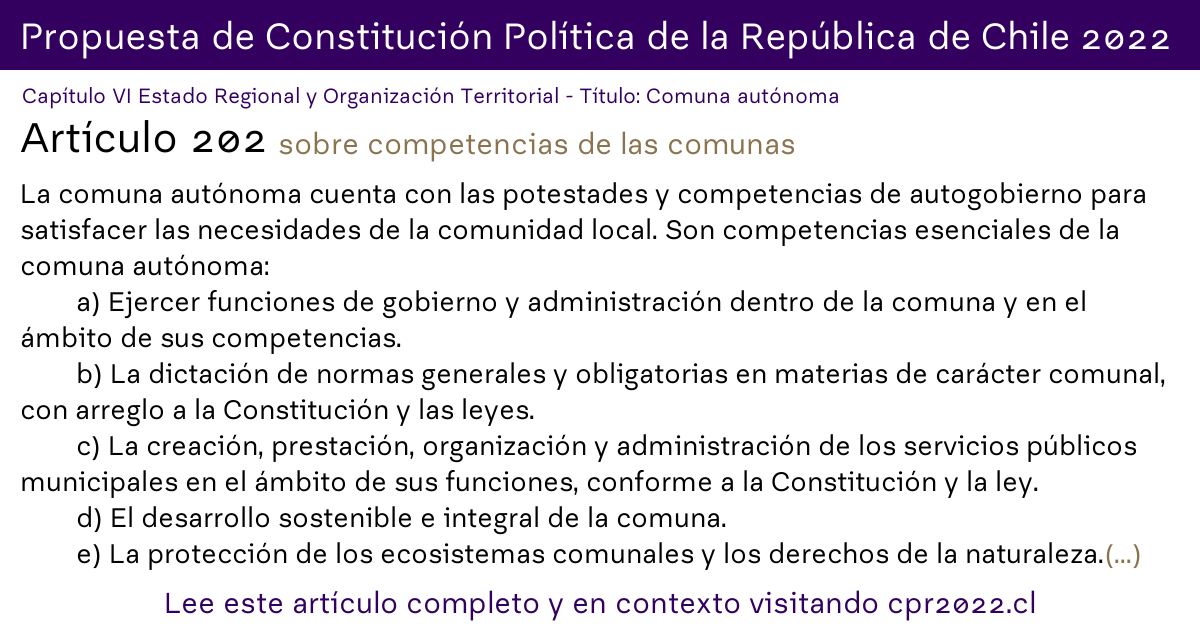 Propuesta de Constitución Política de la República de Chile 2022
Capítulo VI Estado Regional y Organización Territorial - Título: Comuna autónoma
Artículo 202 sobre competencias de las comunas
La comuna autónoma cuenta con las potestades y competencias de autogobierno para
satisfacer las necesidades de la comunidad local. Son competencias esenciales de la
comuna autónoma:
a) Ejercer funciones de gobierno y administración dentro de la comuna y en el
ámbito de sus competencias.
b) La dictación de normas generales y obligatorias en materias de carácter comunal,
con arreglo a la Constitución y las leyes.
c) La creación, prestación, organización y administración de los servicios públicos
municipales en el ámbito de sus funciones, conforme a la Constitución y la ley.
d) El desarrollo sostenible e integral de la comuna.
e) La protección de los ecosistemas comunales y los derechos de la naturaleza.(...)
Lee este artículo completo y en contexto visitando cpr2022.cl